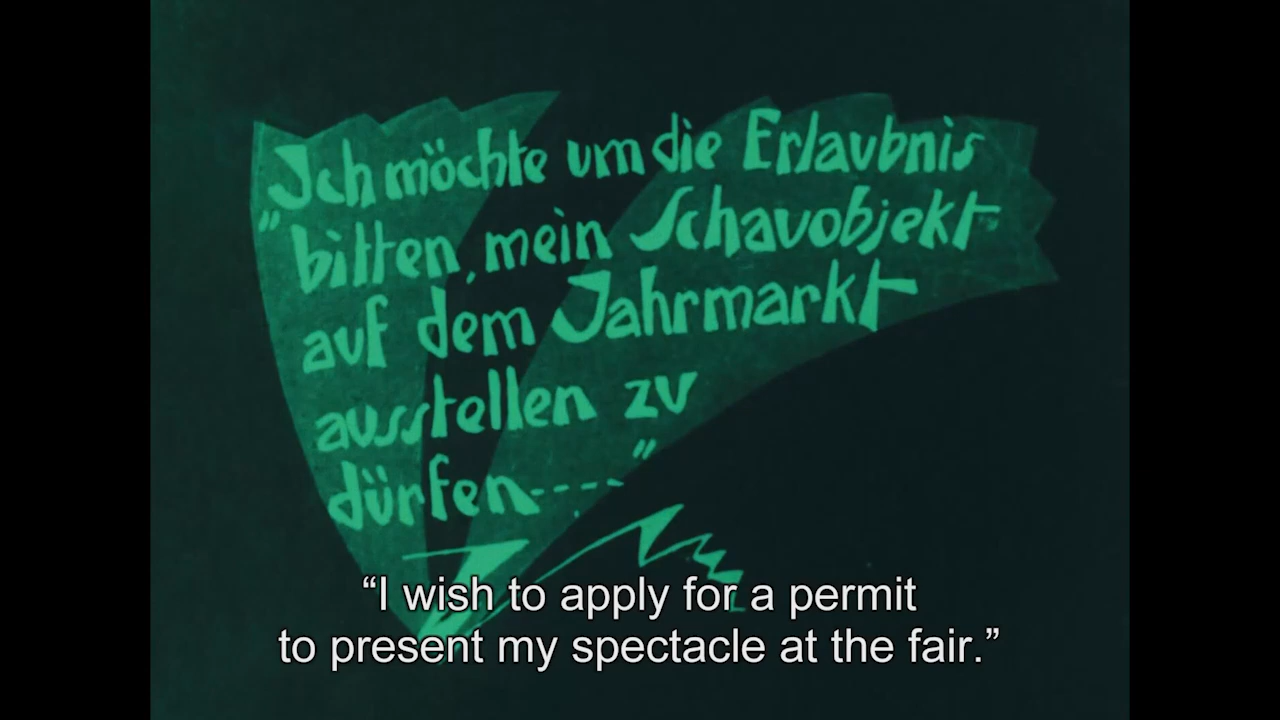 „Ich möchte um die Erlaubnis
bitten, mein Schauobjekt
auf dem Jahrmarkt
ausstellen zu
dürfen----"
“I wish to apply for a permit
to present my spectacle at the fair.”